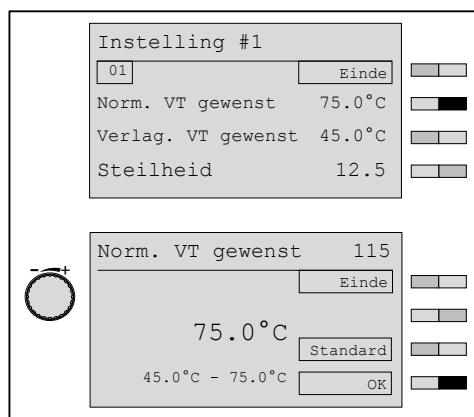 Instelling #1
01 Einde
Norm. VT gewenst 75.0°C
Verlag. VT gewenst 45.0°C
Steilheid 12.5
Norm. VT gewenst 115
Einde
- +
75.0°C
Standard
45.0°C - 75.0°C OK